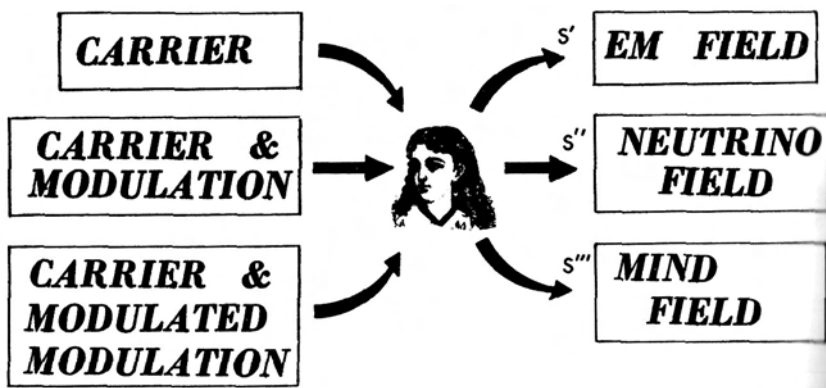 CARRIER
CARRIER &
MODULATION
CARRIER &
MODULATED
MODULATION
S' EM FIELD
S'' NEUTRINO
FIELD
S''' MIND
FIELD